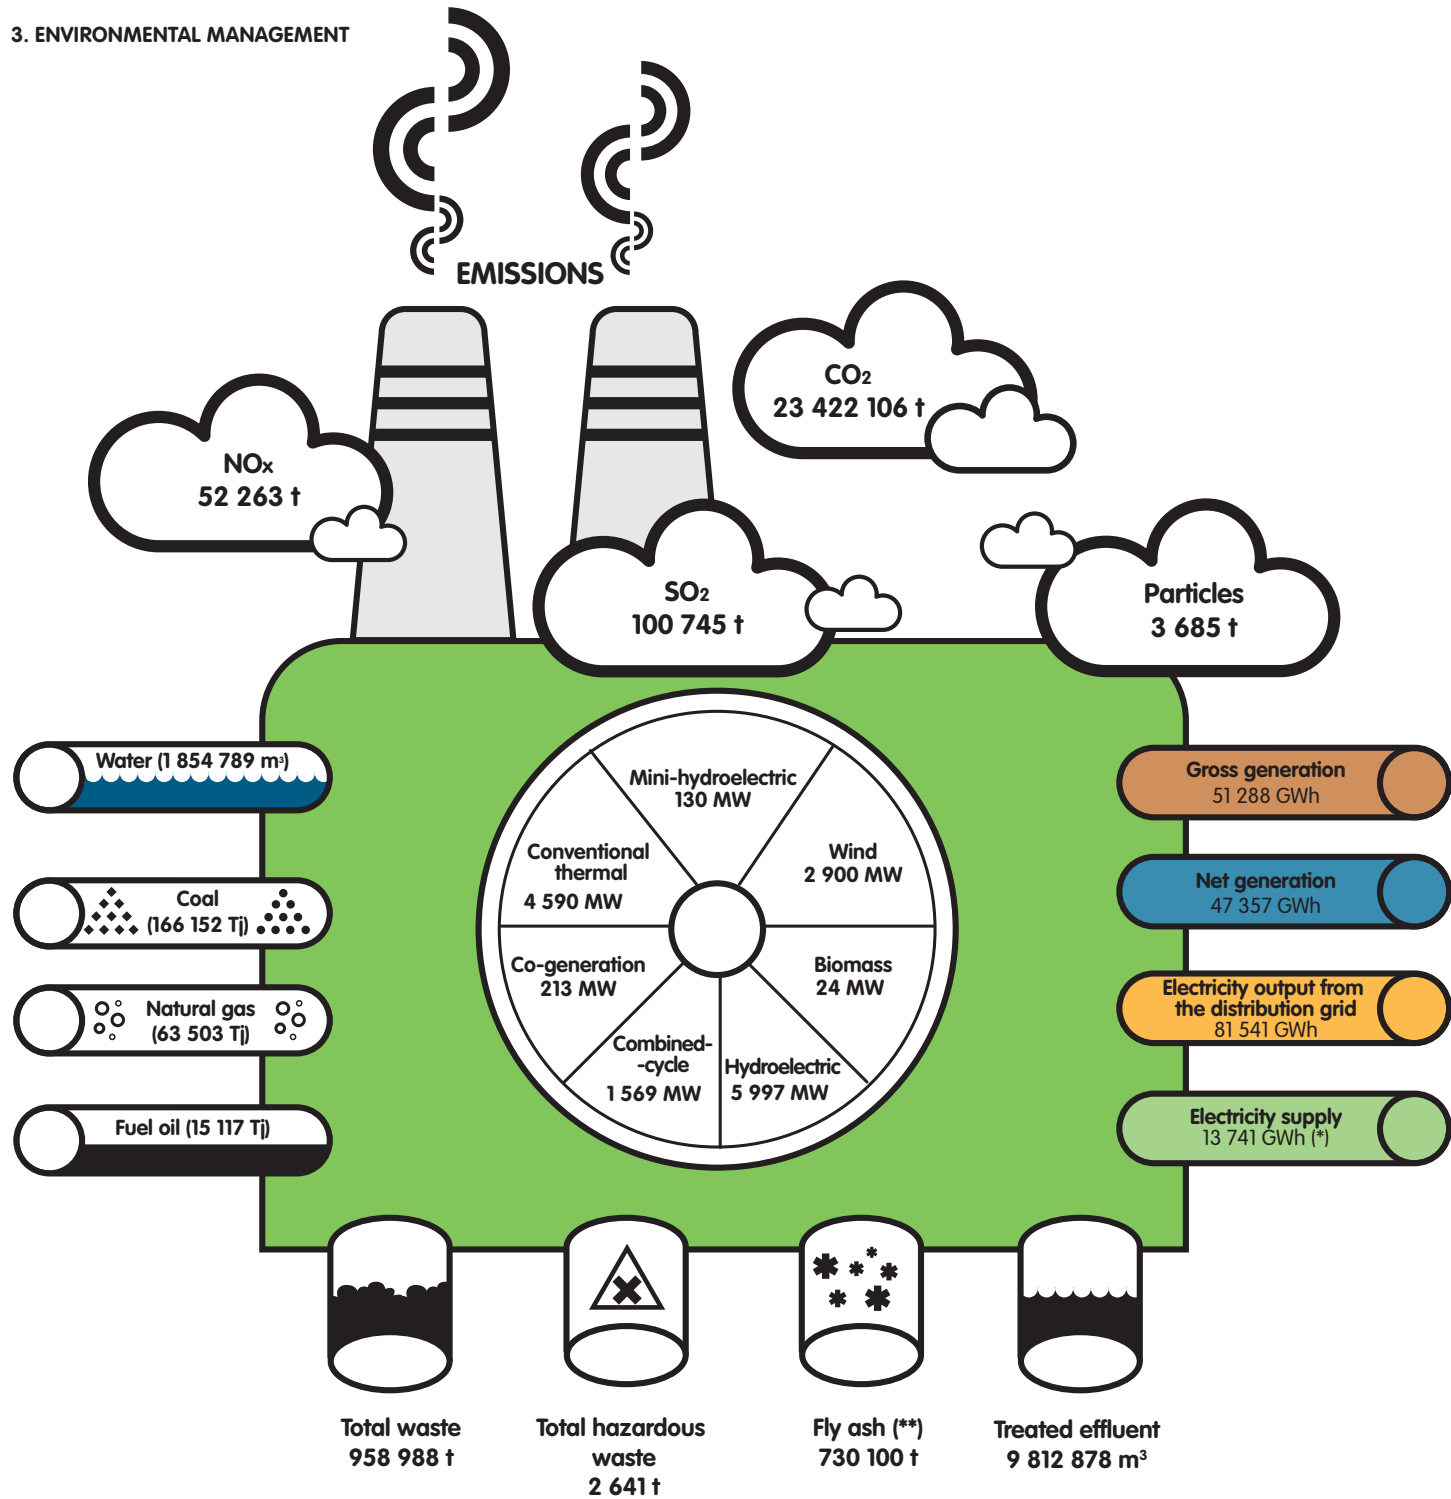 3. ENVIRONMENTAL MANAGEMENT
EMISSIONS
CO2
23 422 106 t
NOx
52 263 t
SO2
100 745 t
Particles
3 685 t
Water (1 854 789 m³)
Coal
(166 152 Tj)
Natural gas
(63 503 Tj)
Fuel oil (15 117 Tj)
Mini-hydroelectric
130 MW
Wind
2 900 MW
Biomass
24 MW
Hydroelectric
5 997 MW
Combined-
-cycle
1 569 MW
Co-generation
213 MW
Conventional
thermal
4 590 MW
Gross generation
51 288 GWh
Net generation
47 357 GWh
Electricity output from
the distribution grid
81 541 GWh
Electricity supply
13 741 GWh (*)
Total waste
958 988 t
Total hazardous
waste
2 641 t
Fly ash (**)
730 100 t
Treated effluent
9 812 878 m³